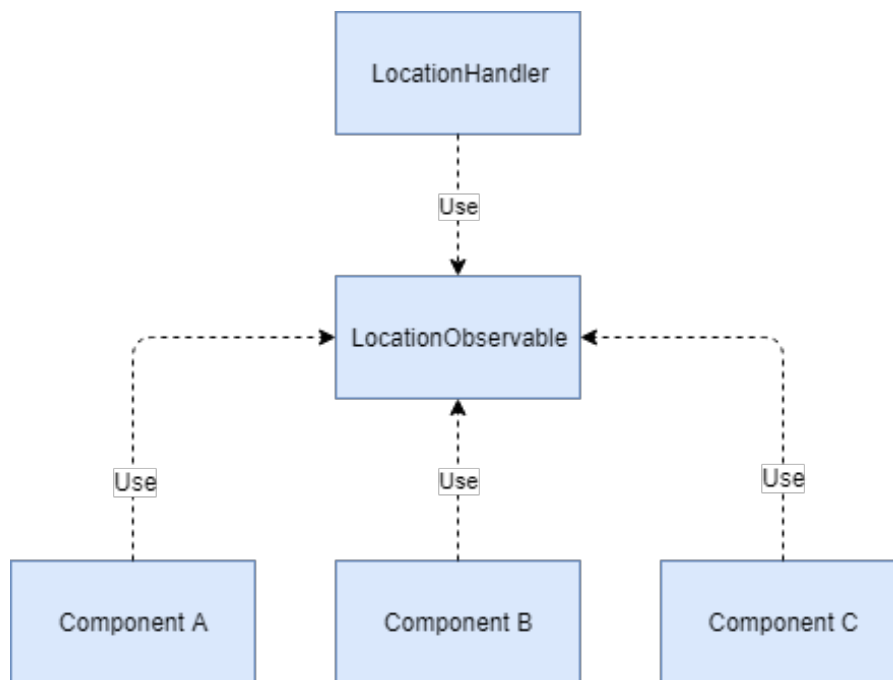 LocationHandler
Use
LocationObservable
Use
Use
Use
Component A
Component B
Component C